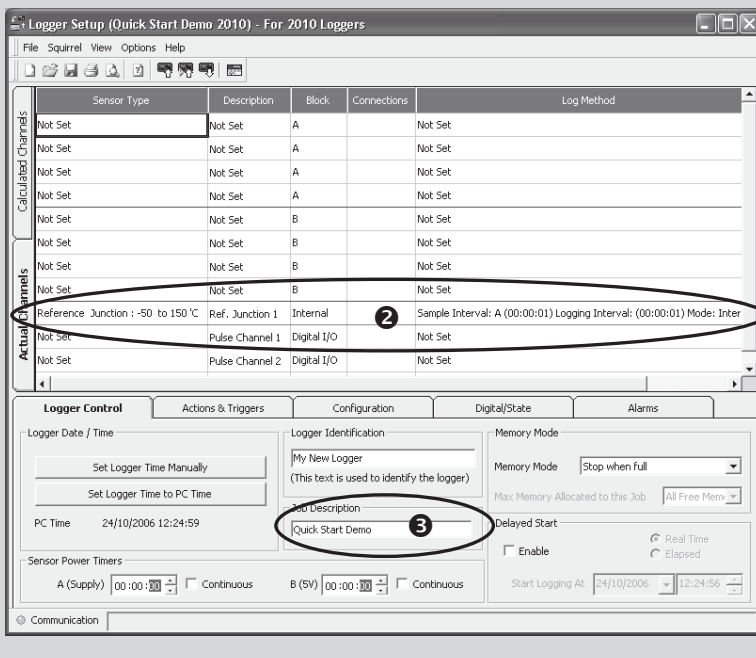 Logger Setup (Quick Start Demo 2010) - For 2010 Loggers
File Squirrel View Options Help
Sensor Type Description Block Connections Log Method
Calculated Channels
Actual Channels
Not Set Not Set A Not Set
Not Set Not Set A Not Set
Not Set Not Set A Not Set
Not Set Not Set A Not Set
Not Set Not Set B Not Set
Not Set Not Set B Not Set
Not Set Not Set B Not Set
Not Set Not Set B Not Set
Reference Junction : -50 to 150 'C Ref. Junction 1 Internal 2 Sample Interval: A (00:00:01) Logging Interval: (00:00:01) Mode: Inter
Not Set Pulse Channel 1 Digital I/O Not Set
Not Set Pulse Channel 2 Digital I/O Not Set
Logger Control Actions & Triggers Configuration Digital/State Alarms
Logger Date / Time
Set Logger Time Manually
Set Logger Time to PC Time
PC Time 24/10/2006 12:24:59
Logger Identification
My New Logger
(This text is used to identify the logger)
Job Description
Quick Start Demo 3
Memory Mode
Memory Mode Stop when full
Max Memory Allocated to this Job All Free Mem
Delayed Start
Enable
Real Time
Elapsed
Start Logging At 24/10/2006 12:24:56
Sensor Power Timers
A (Supply) 00:00:00 Continuous B (5V) 00:00:00 Continuous
Communication